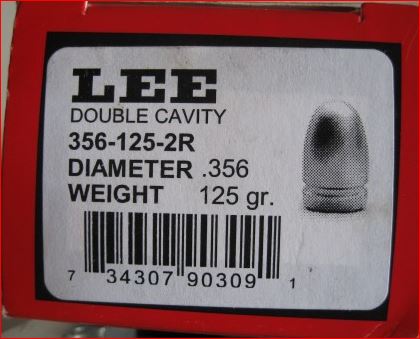 LEE
DOUBLE CAVITY
356-125-2R
DIAMETER .356
WEIGHT 125 gr.
7 34307 90309 1